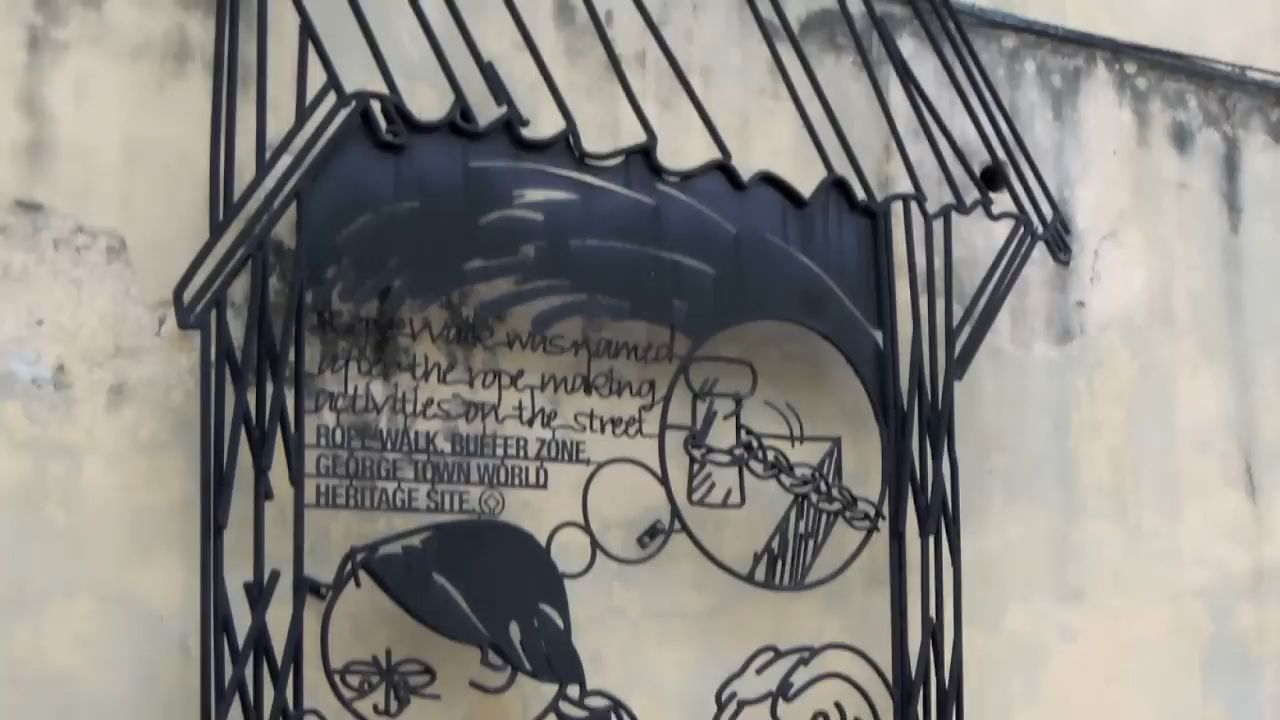 Rope Walk was named
after the rope making
activities on the street
ROPE WALK, BUFFER ZONE,
GEORGE TOWN WORLD
HERITAGE SITE.